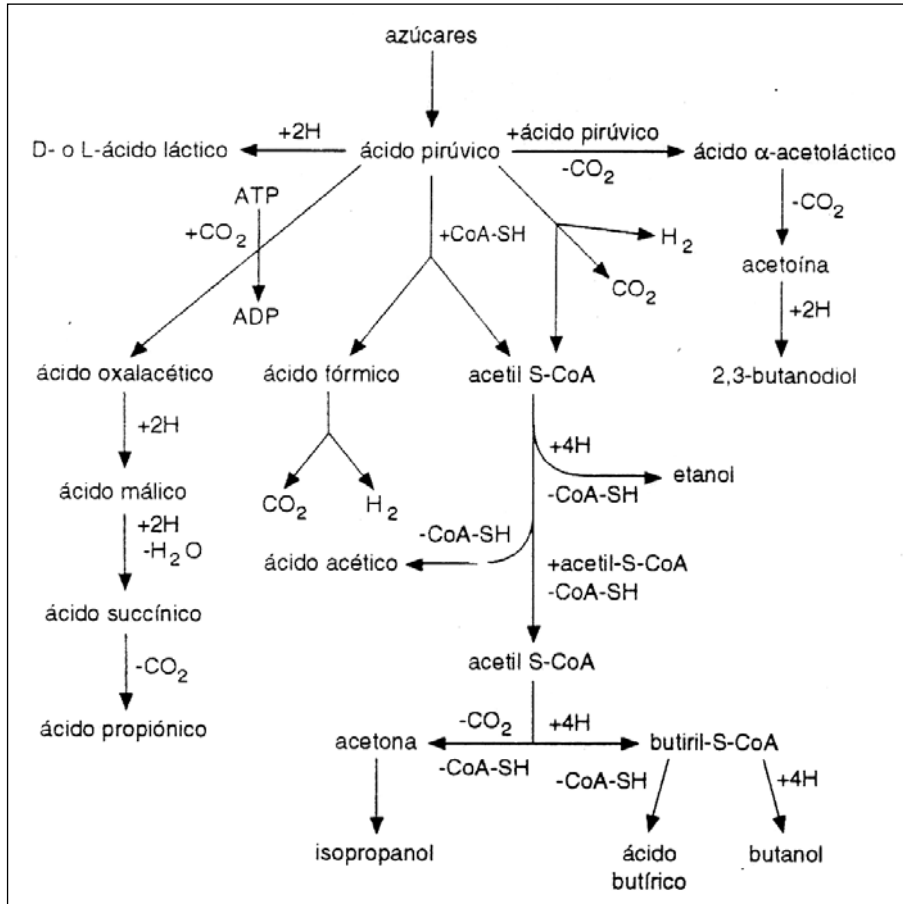 azúcares
+2H
+ácido pirúvico
D- o L-ácido láctico
ácido pirúvico
ácido α-acetoláctico
-CO2
ATP
+CO2
ADP
+CoA-SH
H2
CO2
-CO2
acetoína
+2H
ácido oxalacético
ácido fórmico
acetil S-CoA
2,3-butanodiol
+2H
+4H
ácido málico
CO2
H2
-CoA-SH
etanol
+2H
-H2O
-CoA-SH
ácido acético
+acetil-S-CoA
-CoA-SH
ácido succínico
acetil S-CoA
-CO2
ácido propiónico
-CO2
+4H
acetona
butiril-S-CoA
-CoA-SH
-CoA-SH
+4H
isopropanol
ácido
butírico
butanol